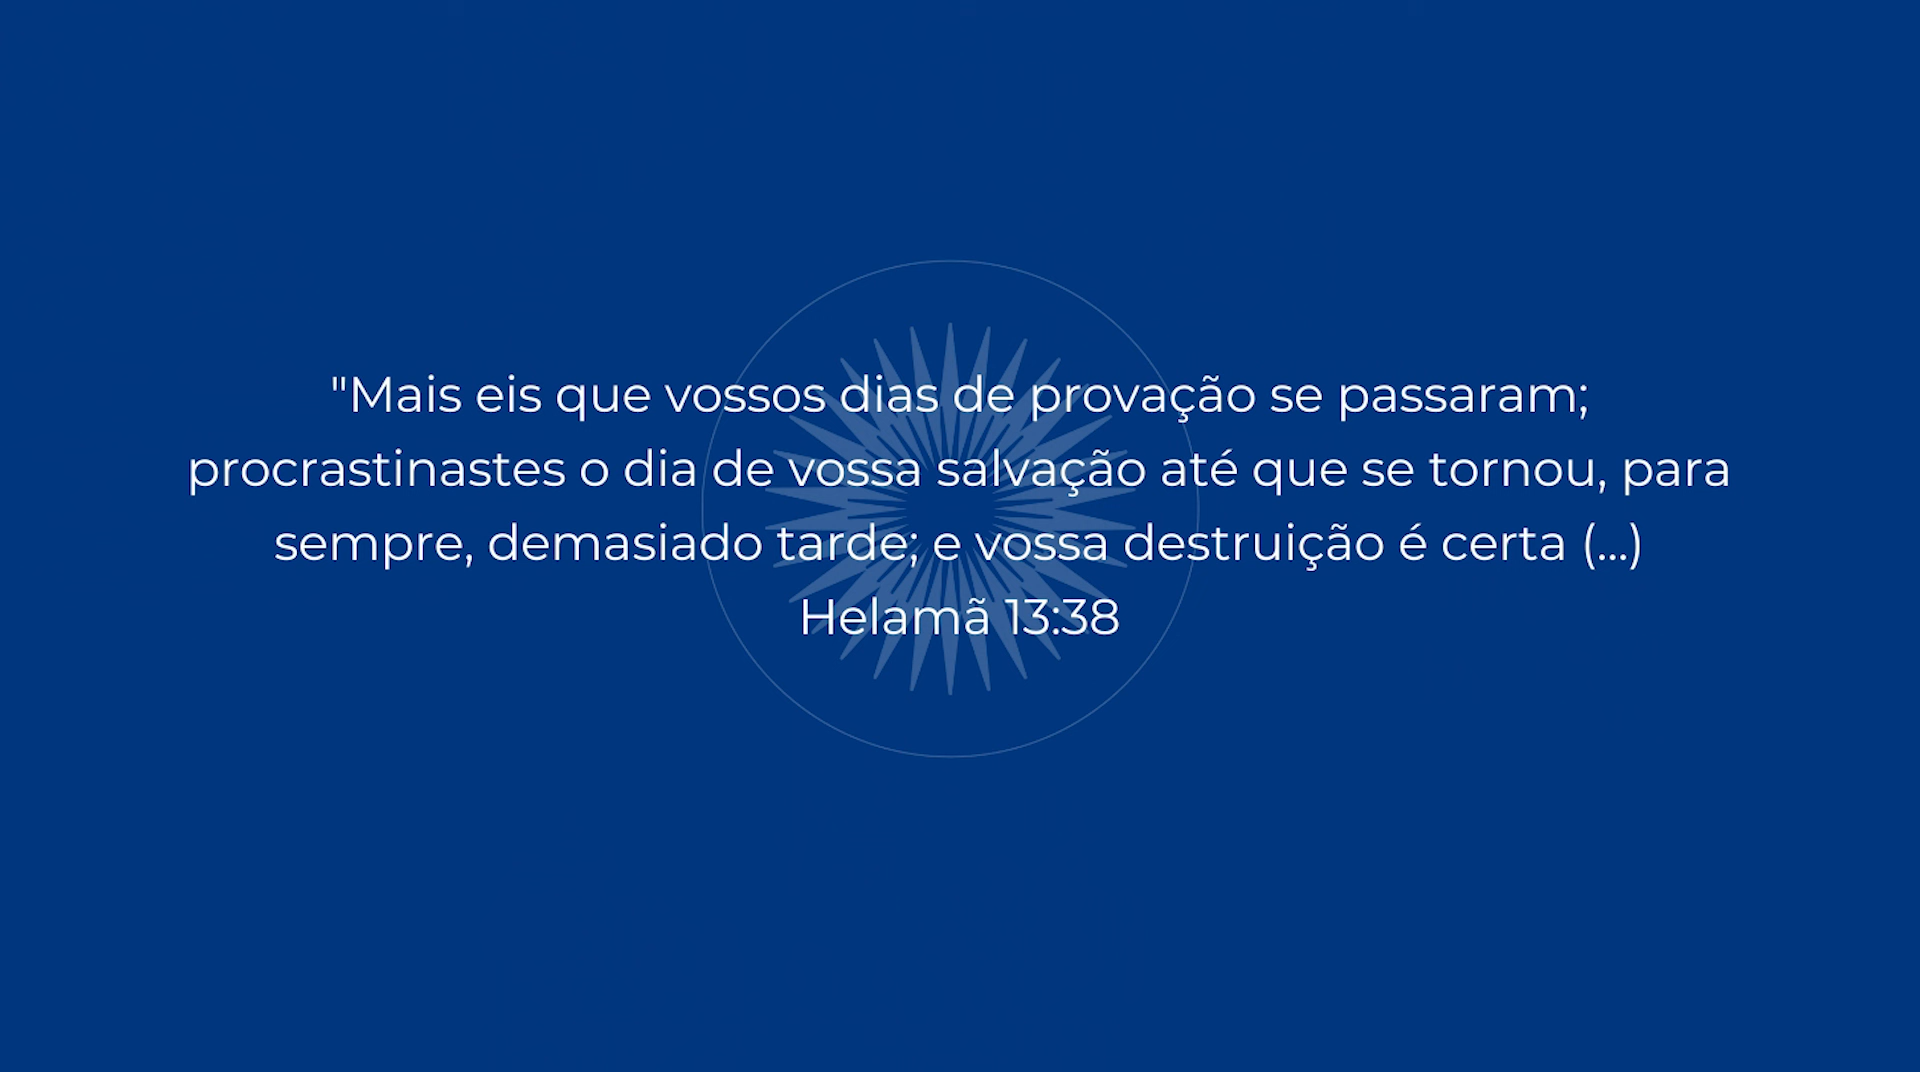 "Mais eis que vossos dias de provação se passaram;
procrastinastes o dia de vossa salvação até que se tornou, para
sempre, demasiado tarde; e vossa destruição é certa (...)
Helamã 13:38